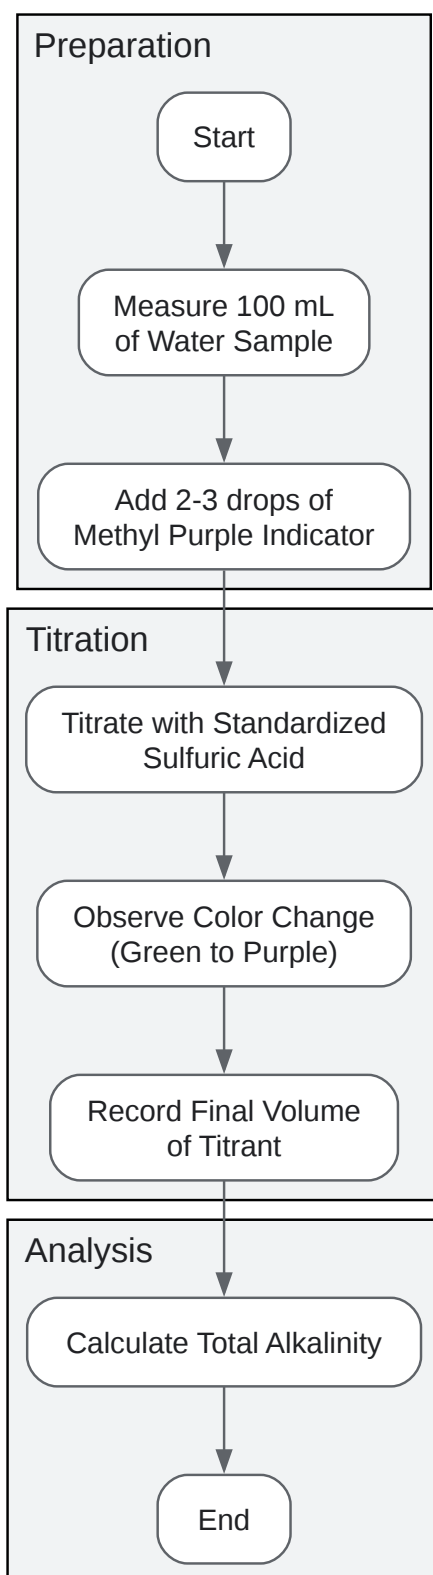 Preparation
Start
Measure 100 mL
of Water Sample
Add 2-3 drops of
Methyl Purple Indicator
Titration
Titrate with Standardized
Sulfuric Acid
Observe Color Change
(Green to Purple)
Record Final Volume
of Titrant
Analysis
Calculate Total Alkalinity
End